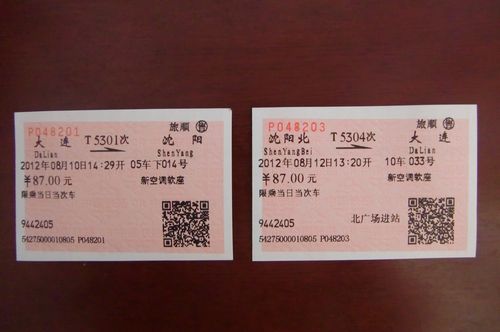 P048201 旅顺 售
大连 T5301次 沈阳
DaLian ShenYang
2012年08月10日14:29开 05车下014号
￥87.00元 新空调软座
限乘当日当次车
9442405
54275000010805 P048201
P048203 旅顺 售
沈阳北 T5304次 大连
ShenYangBei DaLian
2012年08月12日13:20开 10车033号
￥87.00元 新空调软座
限乘当日当次车
9442405 北广场进站
54275000010805 P048203